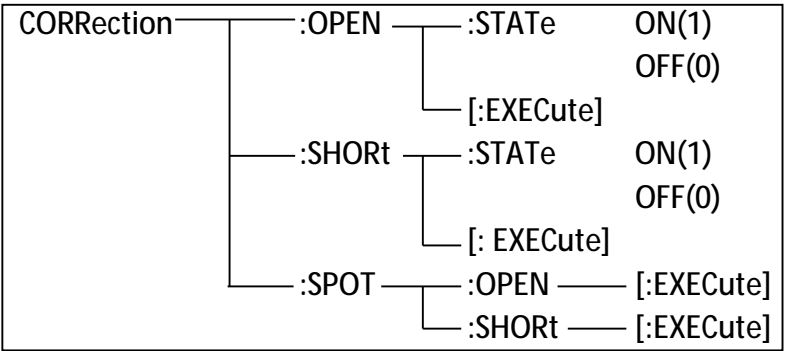 CORRection :OPEN :STATe ON(1)
OFF(0)
[:EXECute]
:SHORt :STATe ON(1)
OFF(0)
[: EXECute]
:SPOT :OPEN [:EXECute]
:SHORt [:EXECute]